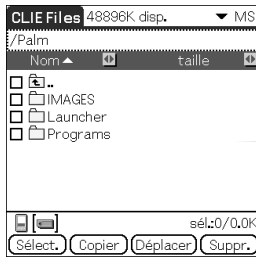 CLIE Files 48896K disp. MS
/Palm
Nom taille
..
IMAGES
Launcher
Programs
sél.:0/0.0K
Sélect. Copier Déplacer Suppr.